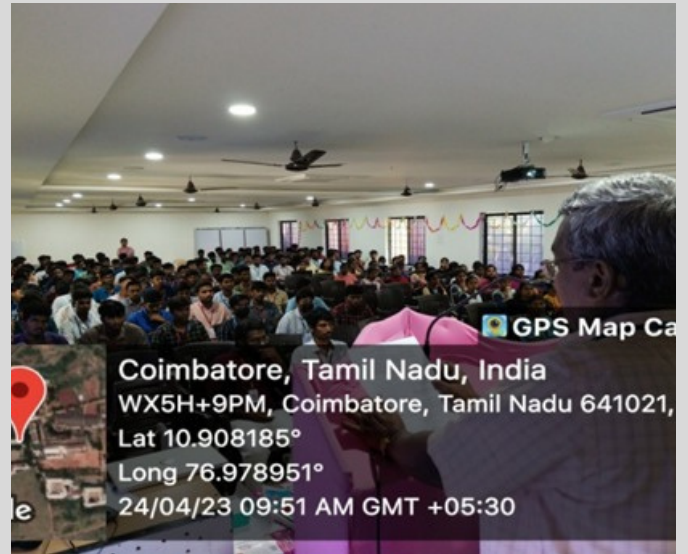 GPS Map Ca
Coimbatore, Tamil Nadu, India
WX5H+9PM, Coimbatore, Tamil Nadu 641021,
Lat 10.908185°
Long 76.978951°
24/04/23 09:51 AM GMT +05:30
le